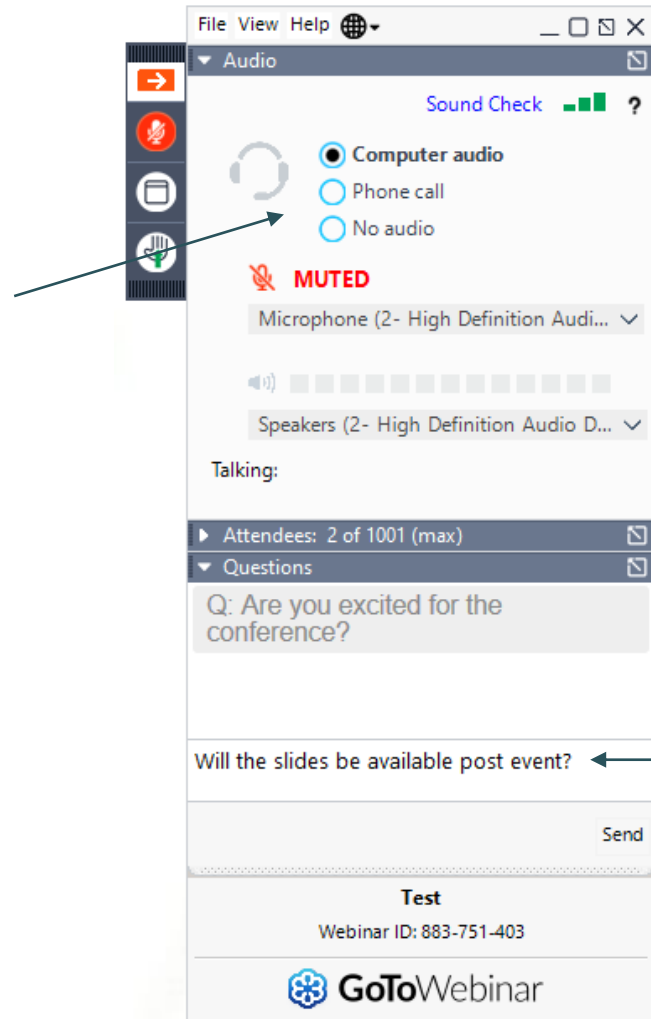 File View Help
Audio
Sound Check ?
Computer audio
Phone call
No audio
MUTED
Microphone (2- High Definition Audi...
Speakers (2- High Definition Audio D...
Talking:
Attendees: 2 of 1001 (max)
Questions
Q: Are you excited for the
conference?
Will the slides be available post event?
Send
Test
Webinar ID: 883-751-403
GoToWebinar